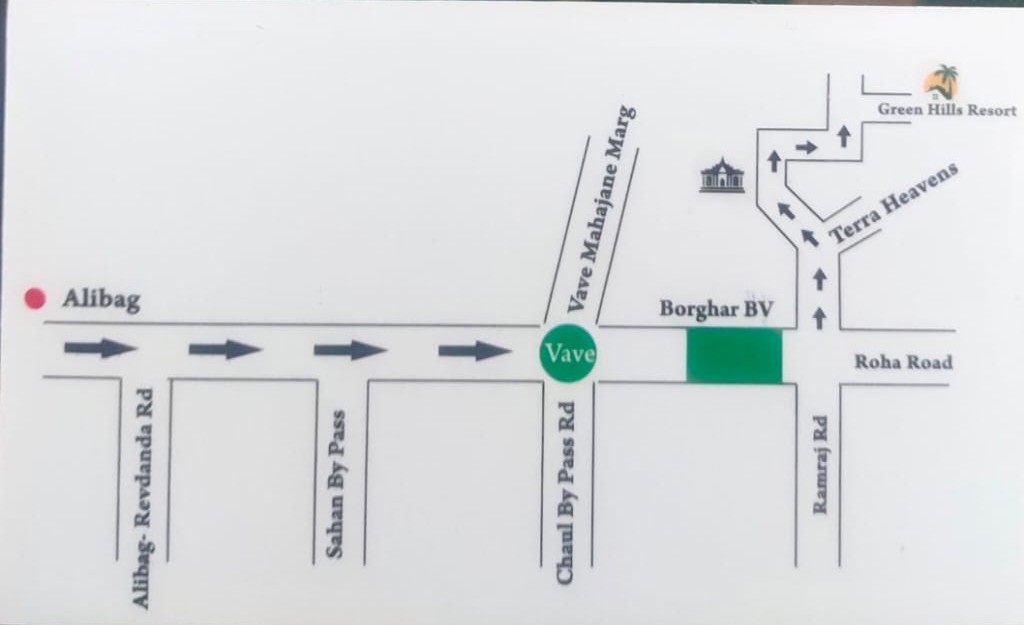 Green Hills Resort
Vave Mahajane Marg
Terra Heavens
Alibag
Borghar BV
Vave
Roha Road
Alibag- Revdanda Rd
Sahan By Pass
Chaul By Pass Rd
Ramraj Rd